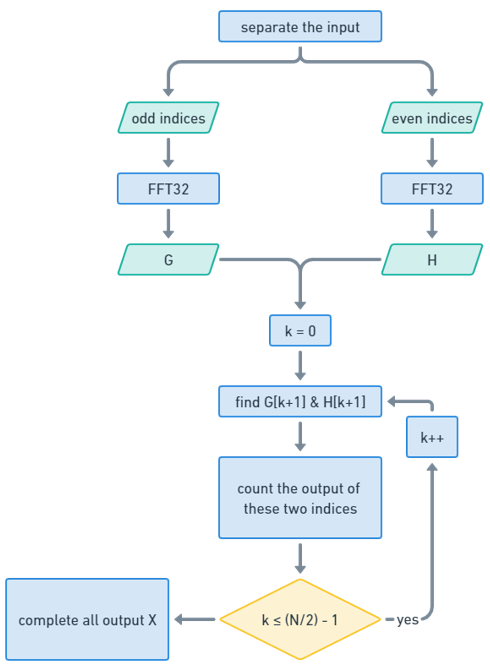 separate the input
odd indices
even indices
FFT32
FFT32
G
H
k = 0
find G[k+1] & H[k+1]
k++
count the output of
these two indices
complete all output X
k ≤ (N/2) - 1
yes